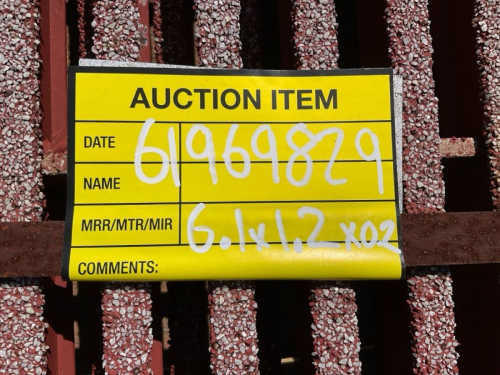 AUCTION ITEM
DATE
61969829
NAME
MRR/MTR/MIR 6.1x1.2x02
COMMENTS: